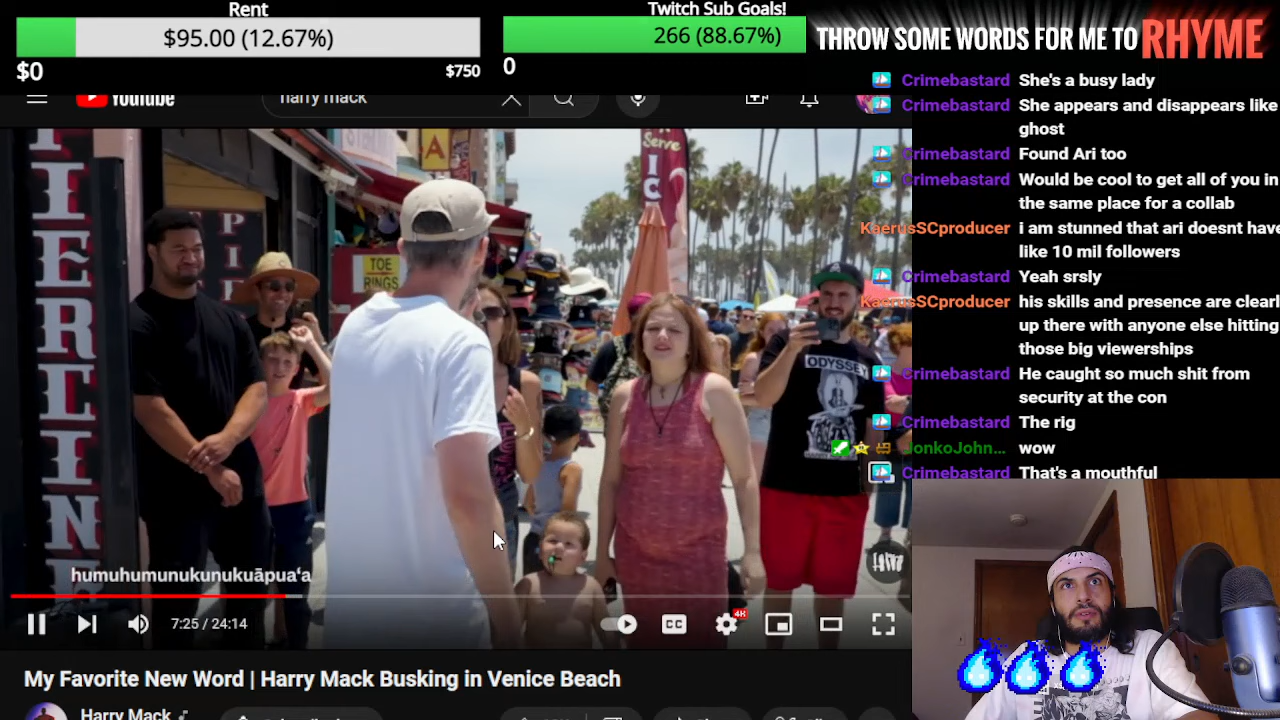 Rent
$95.00 (12.67%)
$0
$750
Twitch Sub Goals!
266 (88.67%)
0
THROW SOME WORDS FOR ME TO RHYME
YouTube
harry mack
PIERCING
A
Serve
IC
TOE
RINGS
ODYSSEY
humuhumunukunukuāpuaʻa
7:25 / 24:14
4K
My Favorite New Word | Harry Mack Busking in Venice Beach
Harry Mack
Crimebastard She's a busy lady
Crimebastard She appears and disappears like
ghost
Crimebastard Found Ari too
Crimebastard Would be cool to get all of you in
the same place for a collab
KaerusSCproducer i am stunned that ari doesnt have
like 10 mil followers
Crimebastard Yeah srsly
KaerusSCproducer his skills and presence are clearl
up there with anyone else hitting
those big viewerships
Crimebastard He caught so much shit from
security at the con
Crimebastard The rig
JonkoJohn... wow
Crimebastard That's a mouthful